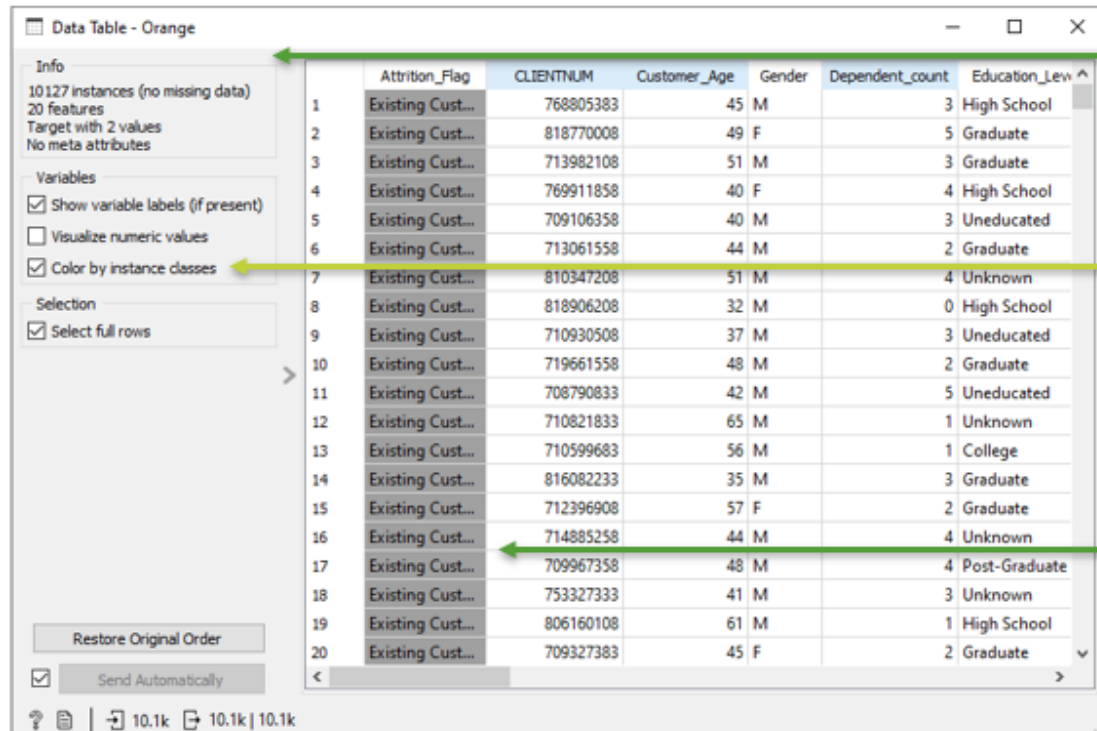 Data Table - Orange
Info
10127 instances (no missing data)
20 features
Target with 2 values
No meta attributes
Variables
Show variable labels (if present)
Visualize numeric values
Color by instance classes
Selection
Select full rows
Restore Original Order
Send Automatically
Attrition_Flag CLIENTNUM Customer_Age Gender Dependent_count Education_Lev
1 Existing Cust... 768805383 45 M 3 High School
2 Existing Cust... 818770008 49 F 5 Graduate
3 Existing Cust... 713982108 51 M 3 Graduate
4 Existing Cust... 769911858 40 F 4 High School
5 Existing Cust... 709106358 40 M 3 Uneducated
6 Existing Cust... 713061558 44 M 2 Graduate
7 Existing Cust... 810347208 51 M 4 Unknown
8 Existing Cust... 818906208 32 M 0 High School
9 Existing Cust... 710930508 37 M 3 Uneducated
10 Existing Cust... 719661558 48 M 2 Graduate
11 Existing Cust... 708790833 42 M 5 Uneducated
12 Existing Cust... 710821833 65 M 1 Unknown
13 Existing Cust... 710599683 56 M 1 College
14 Existing Cust... 816082233 35 M 3 Graduate
15 Existing Cust... 712396908 57 F 2 Graduate
16 Existing Cust... 714885258 44 M 4 Unknown
17 Existing Cust... 709967358 48 M 4 Post-Graduate
18 Existing Cust... 753327333 41 M 3 Unknown
19 Existing Cust... 806160108 61 M 1 High School
20 Existing Cust... 709327383 45 F 2 Graduate
? 10.1k 10.1k | 10.1k